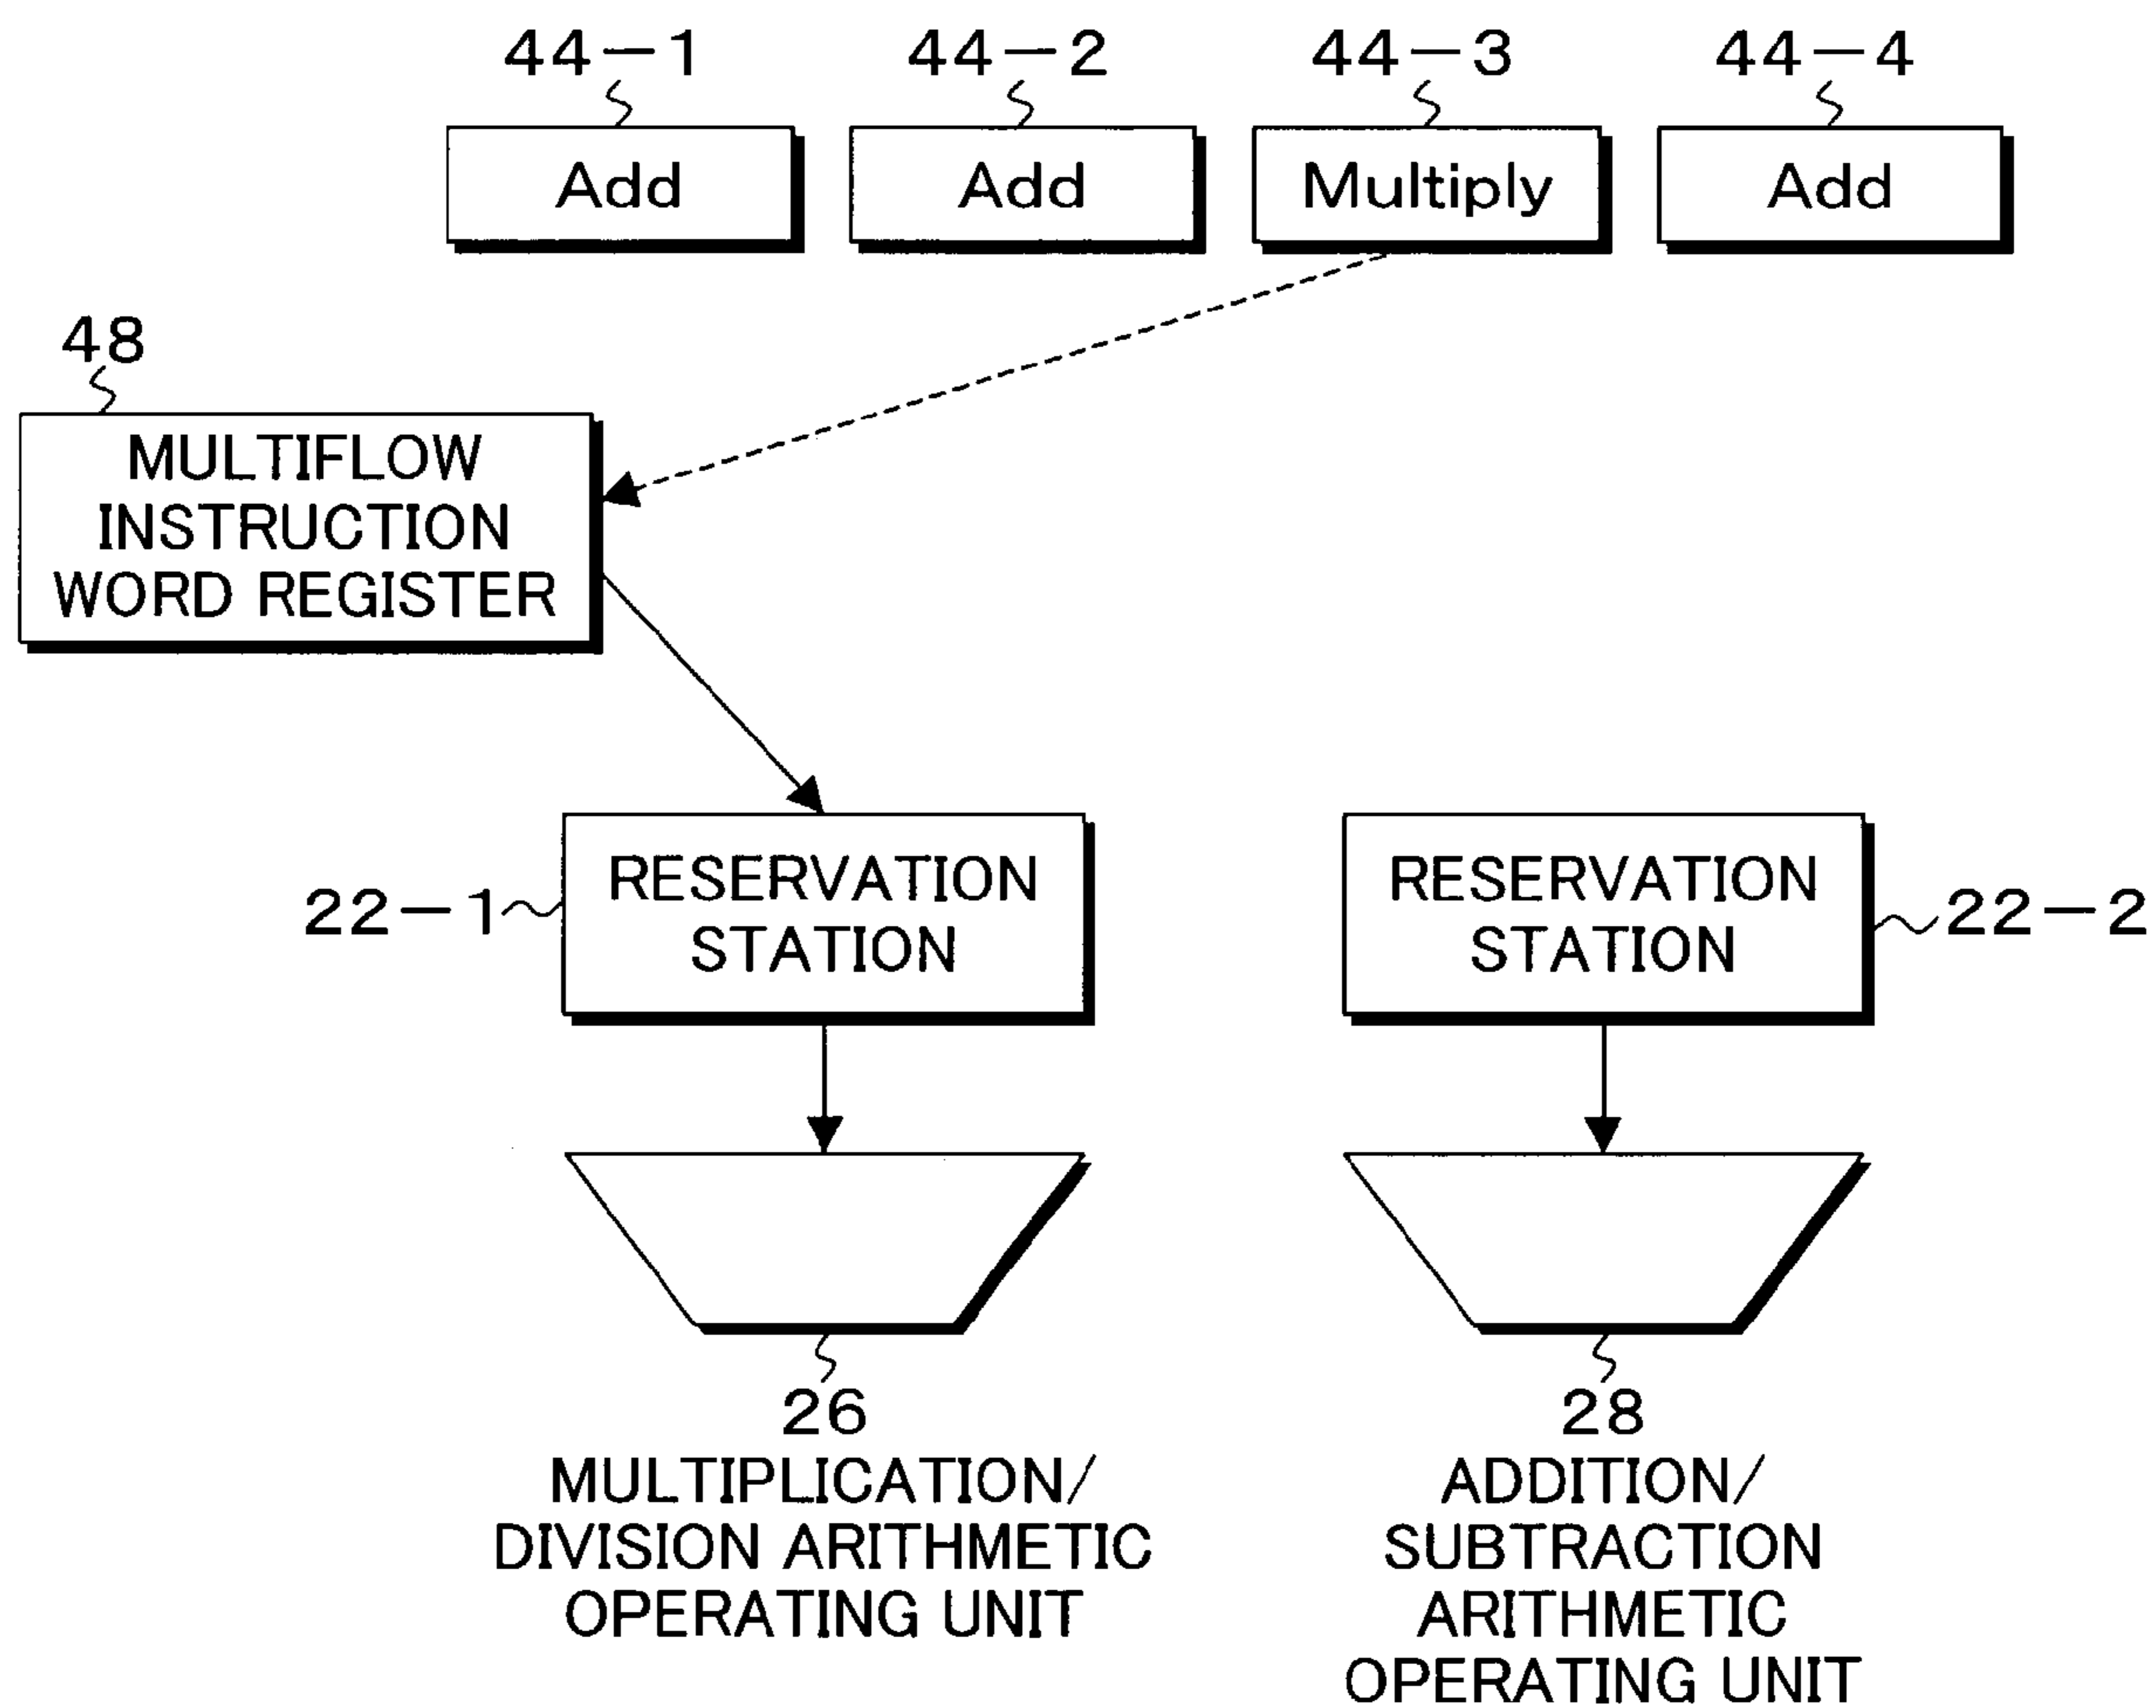 44-1 44-2 44-3 44-4
Add Add Multiply Add
48
MULTIFLOW
INSTRUCTION
WORD REGISTER
22-1 RESERVATION
STATION
RESERVATION
STATION
22-2
26
MULTIPLICATION/
DIVISION ARITHMETIC
OPERATING UNIT
28
ADDITION/
SUBTRACTION
ARITHMETIC
OPERATING UNIT